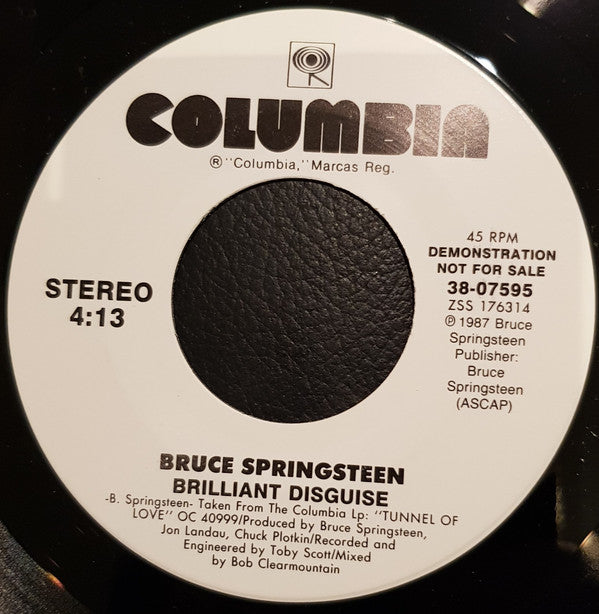 COLUMBIA
® "Columbia," Marcas Reg.
STEREO
4:13
45 RPM
DEMONSTRATION
NOT FOR SALE
38-07595
ZSS 176314
℗ 1987 Bruce
Springsteen
Publisher:
Bruce
Springsteen
(ASCAP)
BRUCE SPRINGSTEEN
BRILLIANT DISGUISE
-B. Springsteen- Taken From The Columbia Lp: "TUNNEL OF
LOVE" OC 40999/Produced by Bruce Springsteen,
Jon Landau, Chuck Plotkin/Recorded and
Engineered by Toby Scott/Mixed
by Bob Clearmountain